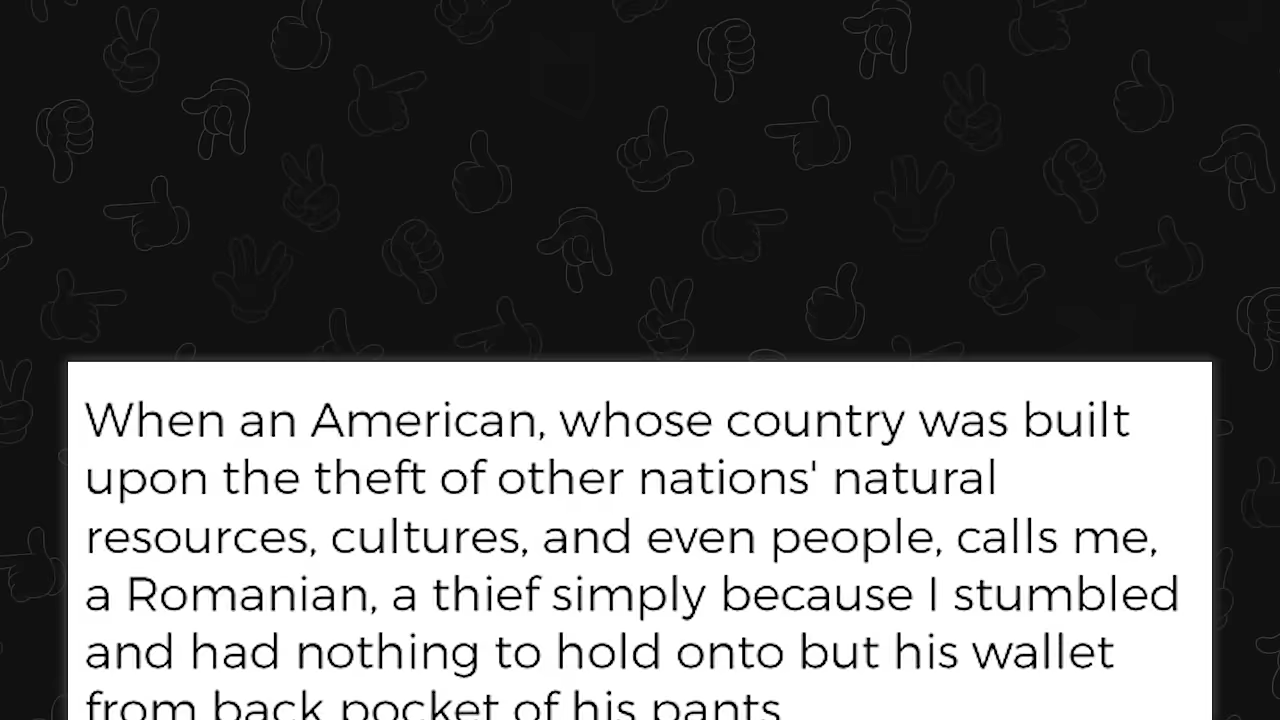 When an American, whose country was built
upon the theft of other nations' natural
resources, cultures, and even people, calls me,
a Romanian, a thief simply because I stumbled
and had nothing to hold onto but his wallet
from back pocket of his pants